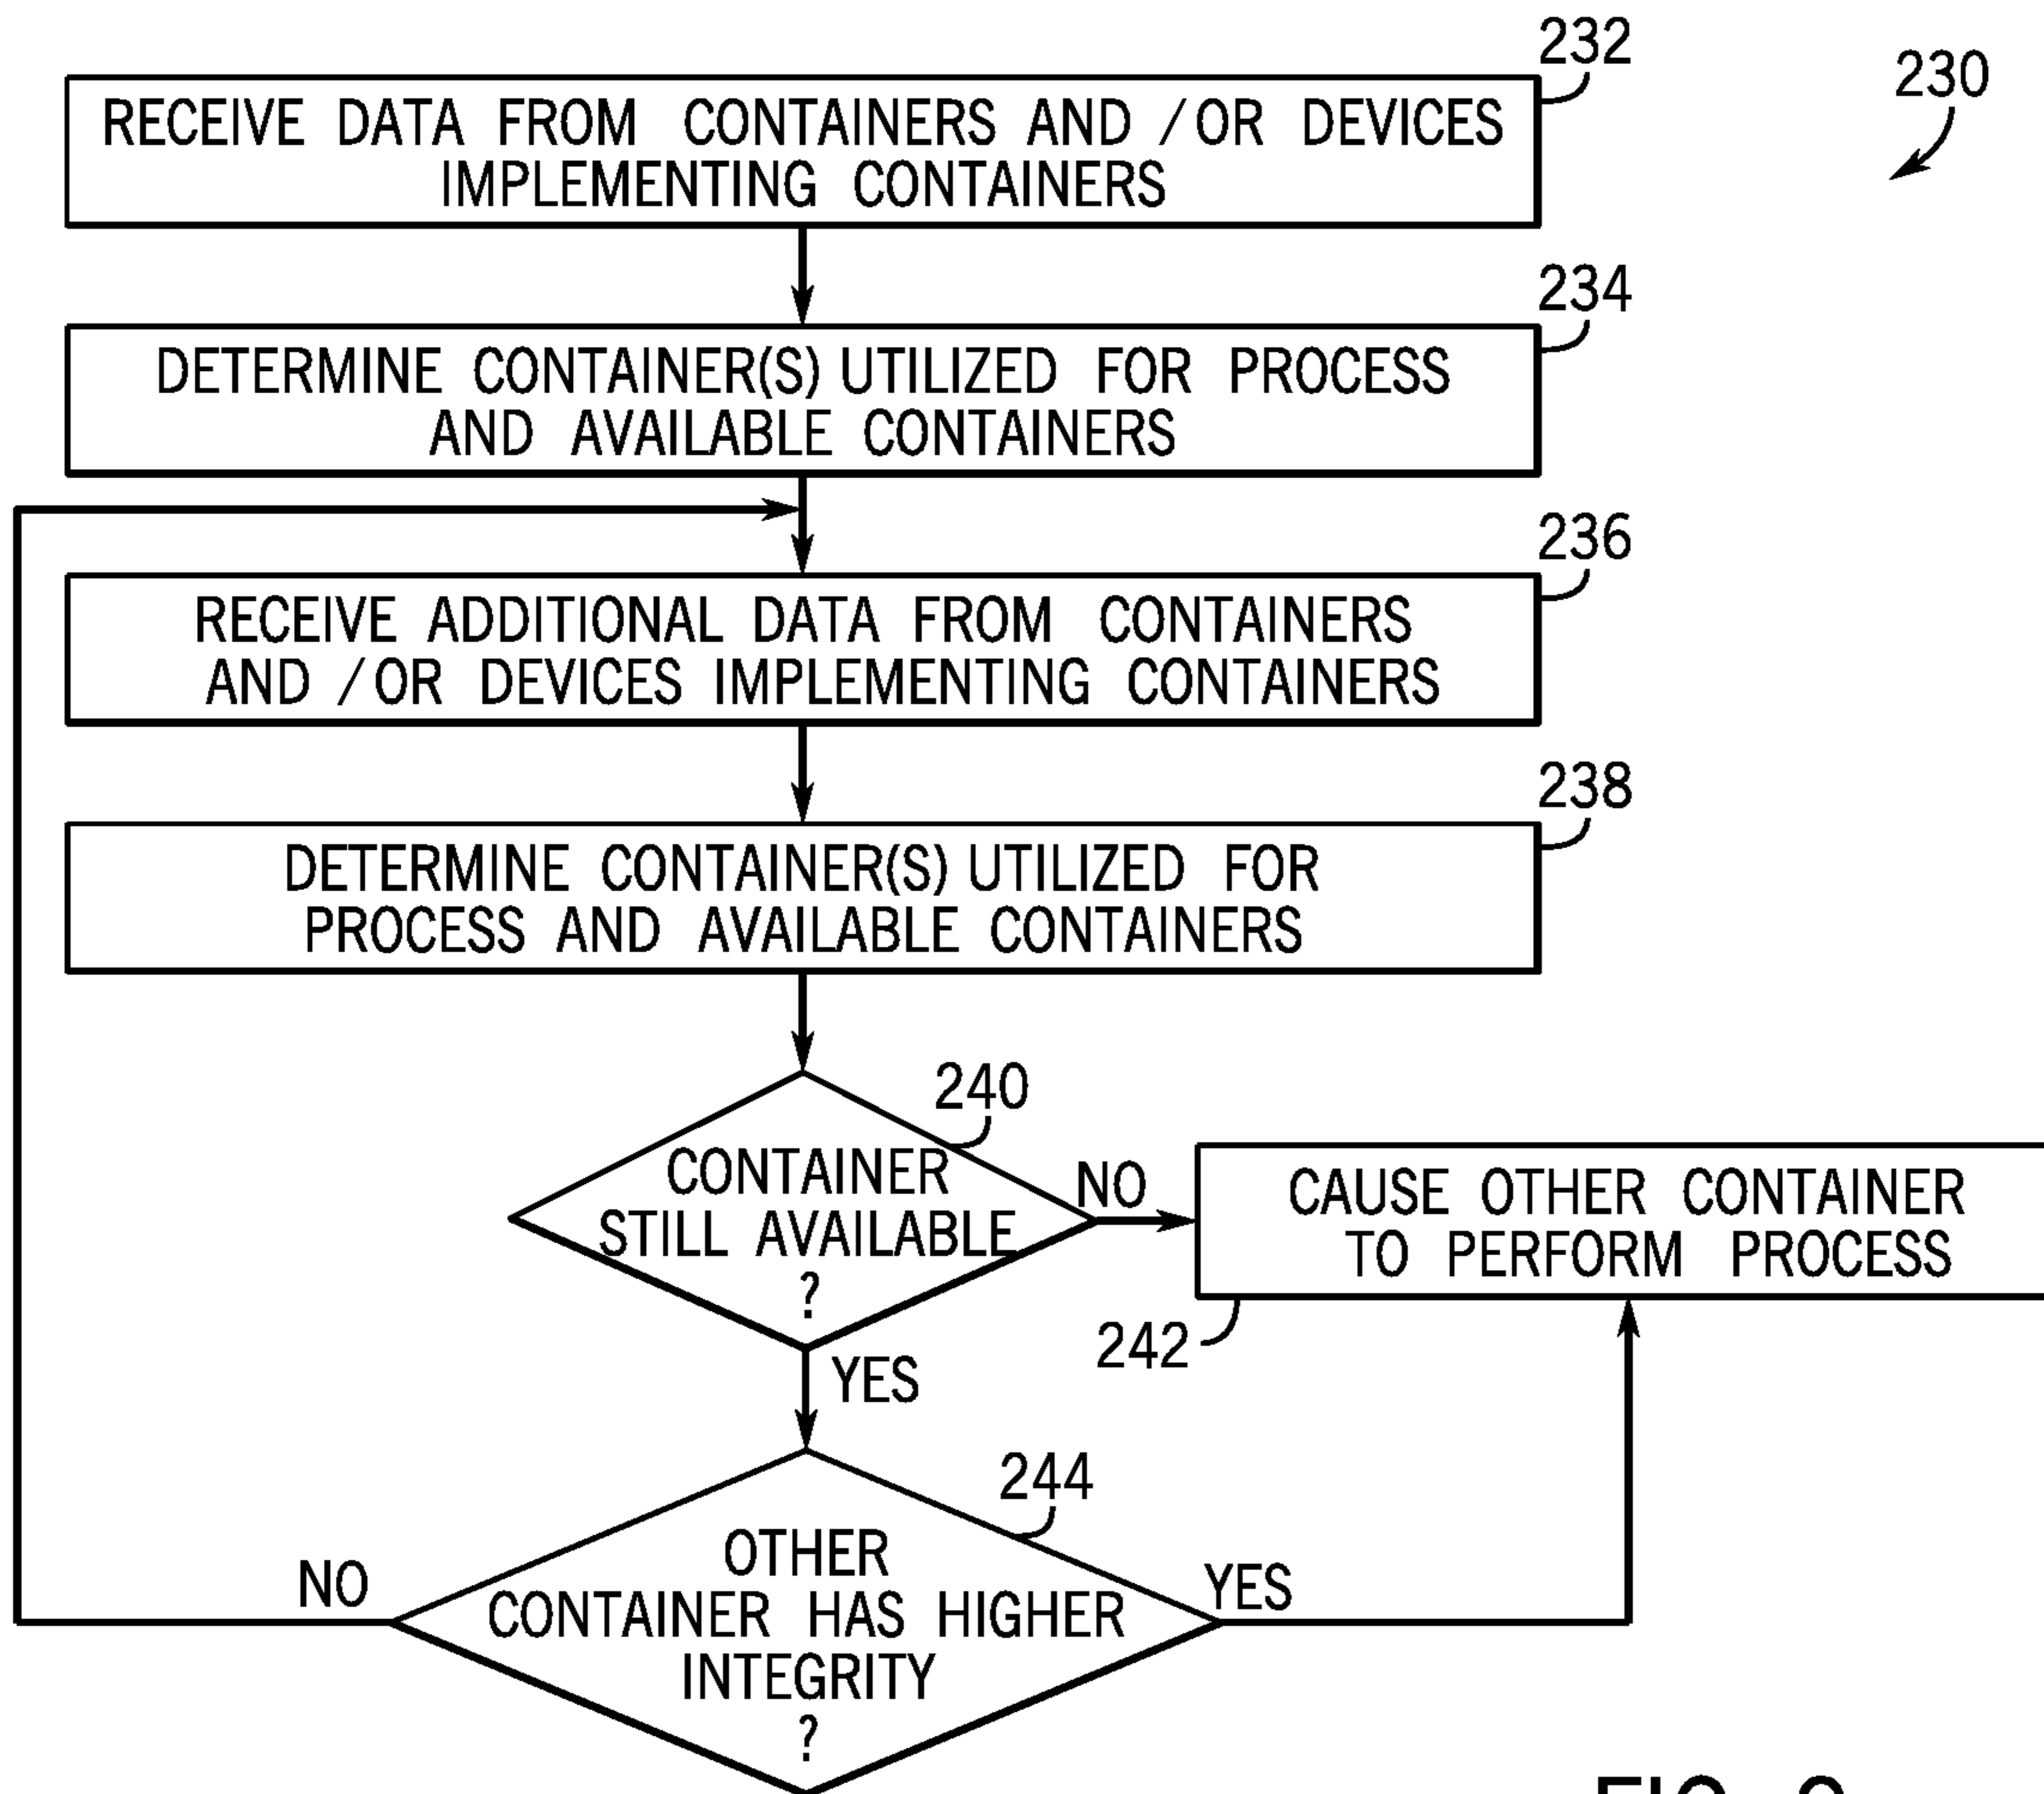 232
230
RECEIVE DATA FROM CONTAINERS AND /OR DEVICES
IMPLEMENTING CONTAINERS
234
DETERMINE CONTAINER(S) UTILIZED FOR PROCESS
AND AVAILABLE CONTAINERS
236
RECEIVE ADDITIONAL DATA FROM CONTAINERS
AND /OR DEVICES IMPLEMENTING CONTAINERS
238
DETERMINE CONTAINER(S) UTILIZED FOR
PROCESS AND AVAILABLE CONTAINERS
240
CONTAINER
STILL AVAILABLE
?
NO
CAUSE OTHER CONTAINER
TO PERFORM PROCESS
242
YES
244
OTHER
CONTAINER HAS HIGHER
INTEGRITY
?
NO
YES